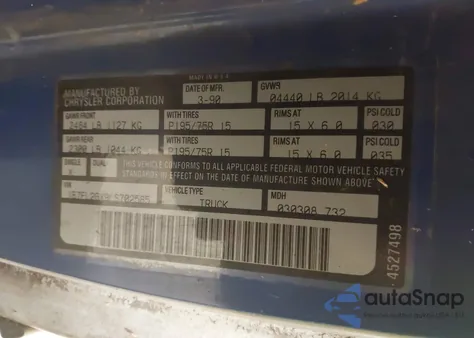 MADE IN U.S.A.
MANUFACTURED BY
CHRYSLER CORPORATION
DATE OF MFR.
3-90
GVWR
04440 LB 2014 KG
GAWR FRONT
2484 LB 1127 KG
WITH TIRES
P195/75R 15
RIMS AT
15 X 6.0
PSI COLD
030
GAWR REAR
2300 LB 1044 KG
WITH TIRES
P195/75R 15
RIMS AT
15 X 6.0
PSI COLD
035
SINGLE
X
DUAL
THIS VEHICLE CONFORMS TO ALL APPLICABLE FEDERAL MOTOR VEHICLE SAFETY
STANDARDS IN EFFECT ON THE DATE OF MANUFACTURE SHOWN ABOVE
VIN
VEHICLE TYPE
TRUCK
MDH
030308 732
4527498
autoSnap